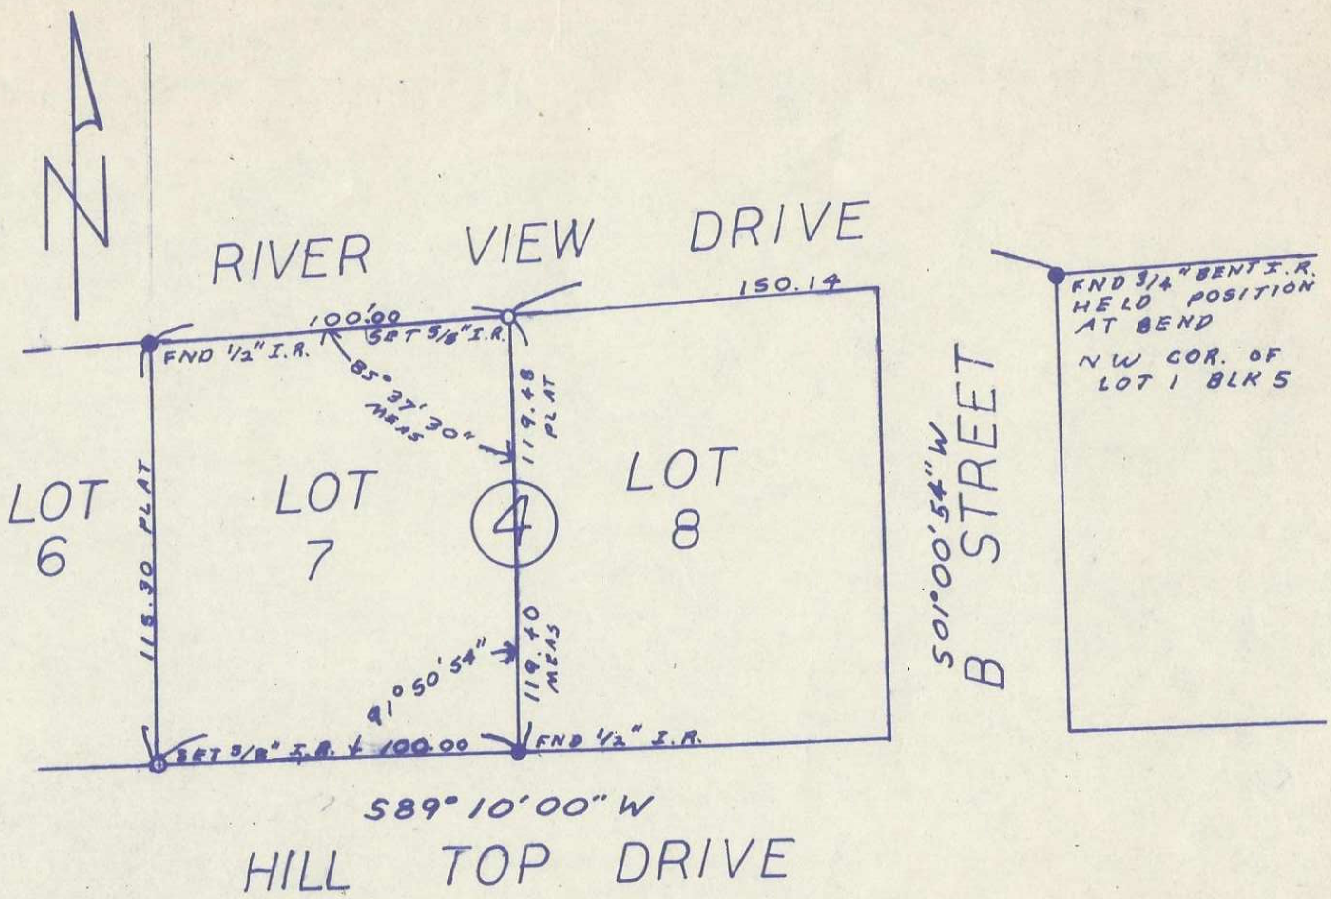 N
RIVER VIEW DRIVE
150.14
100.00
SET 5/8" I.R.
FND 1/2" I.R.
FND 3/4" BENT I.R.
HELD POSITION
AT BEND
NW COR. OF
LOT 1 BLK 5
85° 37' 30"
MEAS
119.48
PLAT
LOT
6
LOT
7
4
LOT
8
S01°00'54"W
B STREET
119.40
MEAS
91° 50' 54"
SET 5/8" I.R.
100.00
FND 1/2" I.R.
S89° 10' 00" W
HILL TOP DRIVE